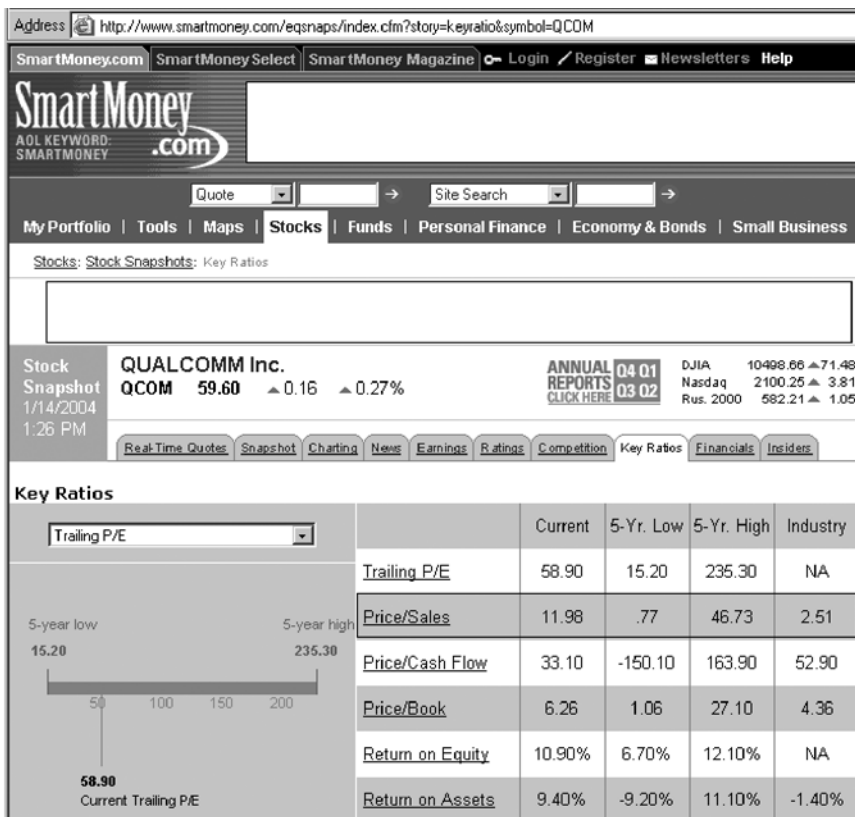 Address http://www.smartmoney.com/eqsnaps/index.cfm?story=keyratio&symbol=QCOM
SmartMoney.com SmartMoney Select SmartMoney Magazine Login Register Newsletters Help
SmartMoney
.com
AOL KEYWORD:
SMARTMONEY
Quote Site Search
My Portfolio | Tools | Maps | Stocks | Funds | Personal Finance | Economy & Bonds | Small Business
Stocks: Stock Snapshots: Key Ratios
Stock
Snapshot
1/14/2004
1:26 PM
QUALCOMM Inc.
QCOM 59.60 ▲0.16 ▲0.27%
ANNUAL
REPORTS
CLICK HERE
Q4 01
Q3 02
DJIA 10498.66 ▲71.48
Nasdaq 2100.25 ▲ 3.81
Rus. 2000 582.21 ▲ 1.05
Real-Time Quotes Snapshot Charting News Earnings Ratings Competition Key Ratios Financials Insiders
Key Ratios
Trailing P/E
5-year low 5-year high
15.20 235.30
50 100 150 200
58.90
Current Trailing P/E
Current 5-Yr. Low 5-Yr. High Industry
Trailing P/E 58.90 15.20 235.30 NA
Price/Sales 11.98 .77 46.73 2.51
Price/Cash Flow 33.10 -150.10 163.90 52.90
Price/Book 6.26 1.06 27.10 4.36
Return on Equity 10.90% 6.70% 12.10% NA
Return on Assets 9.40% -9.20% 11.10% -1.40%